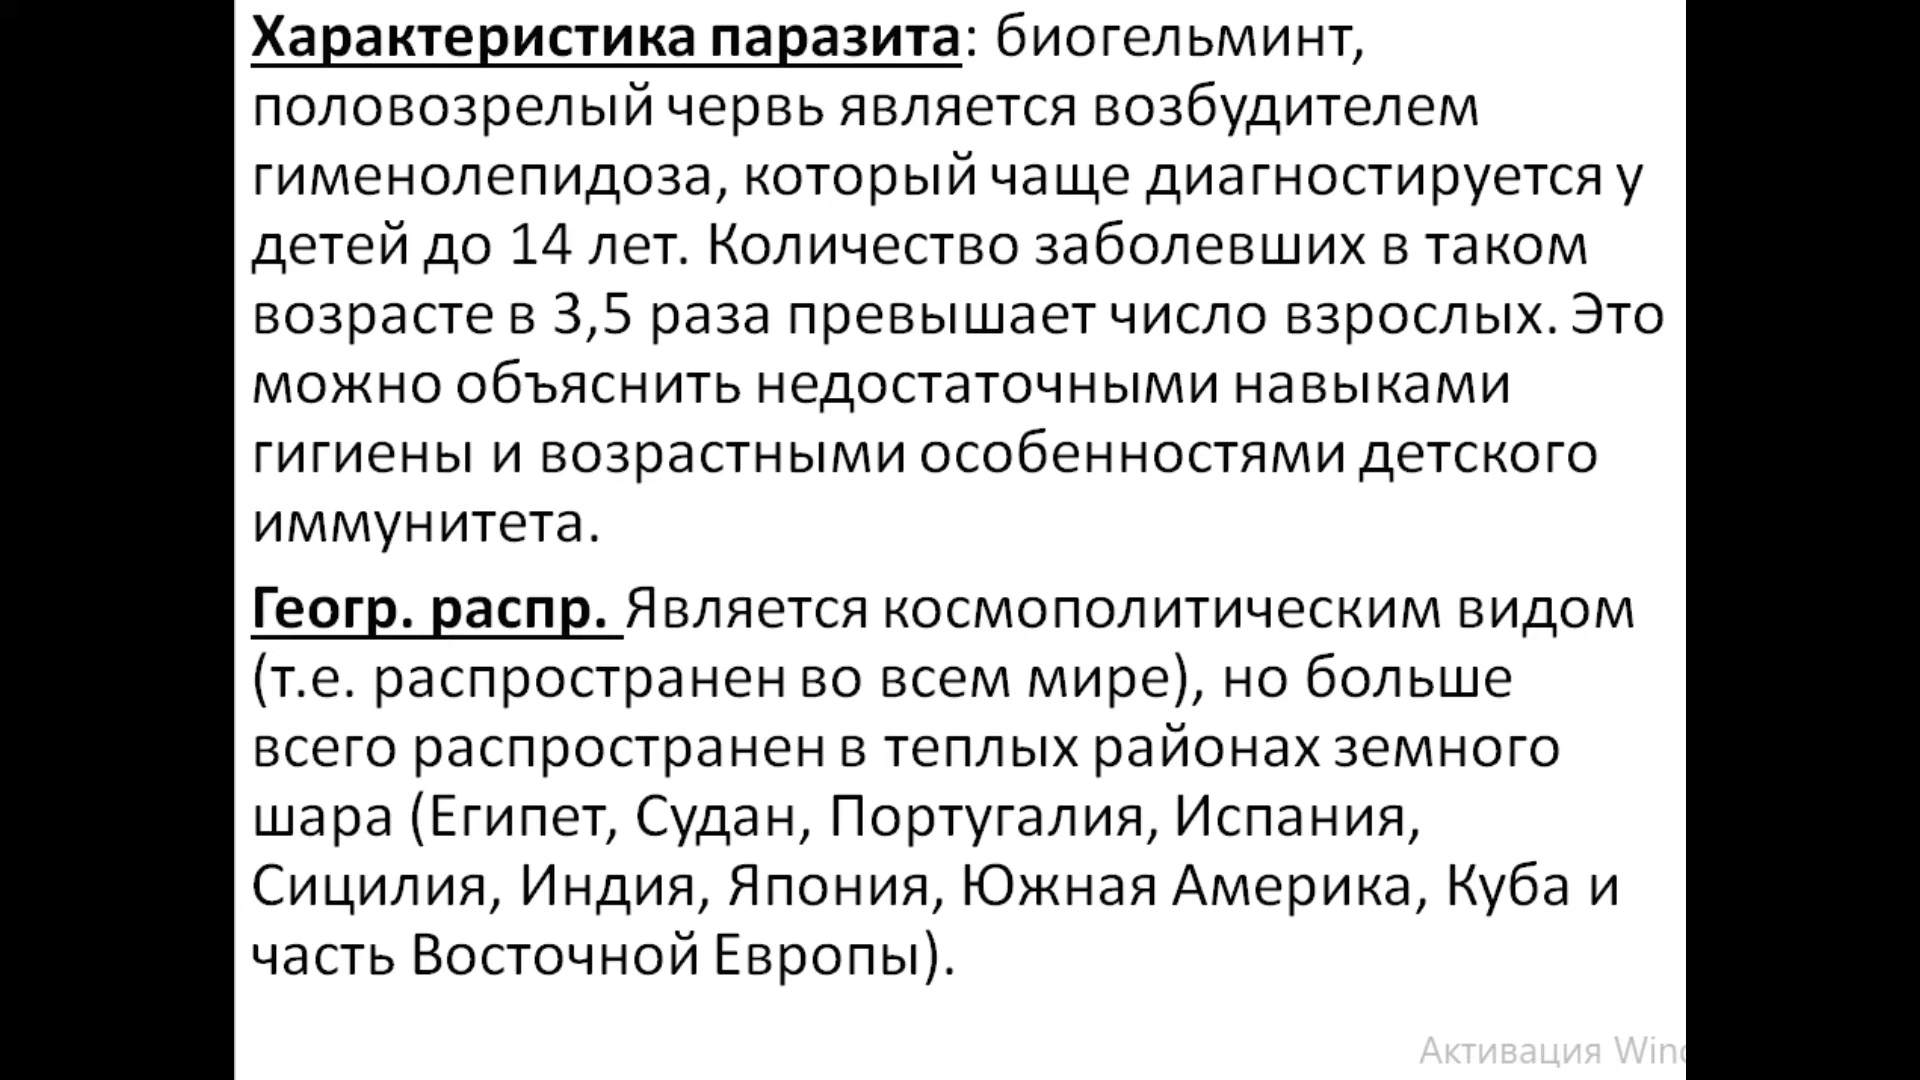 Характеристика паразита: биогельминт,
половозрелый червь является возбудителем
гименолепидоза, который чаще диагностируется у
детей до 14 лет. Количество заболевших в таком
возрасте в 3,5 раза превышает число взрослых. Это
можно объяснить недостаточными навыками
гигиены и возрастными особенностями детского
иммунитета.
Геогр. распр. Является космополитическим видом
(т.е. распространен во всем мире), но больше
всего распространен в теплых районах земного
шара (Египет, Судан, Португалия, Испания,
Сицилия, Индия, Япония, Южная Америка, Куба и
часть Восточной Европы).
Активация Wind